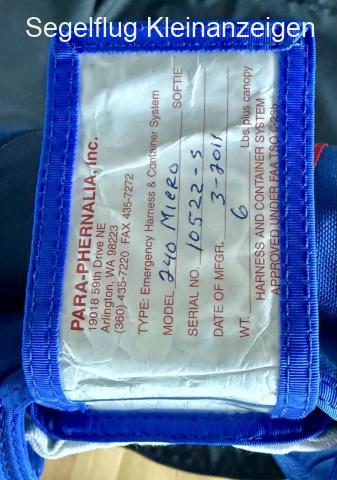 Segelflug Kleinanzeigen
PARA-PHERNALIA, Inc.
19018 59th Drive NE
Arlington, WA 98223
(360) 435-7220 FAX 435-7272
TYPE: Emergency Harness & Container System
MODEL 240 Micro SOFTIE
SERIAL NO. 10522-S
DATE OF MFGR. 3-2011
WT. 6 Lbs. plus canopy
HARNESS AND CONTAINER SYSTEM
APPROVED UNDER FAA TSO C-23b